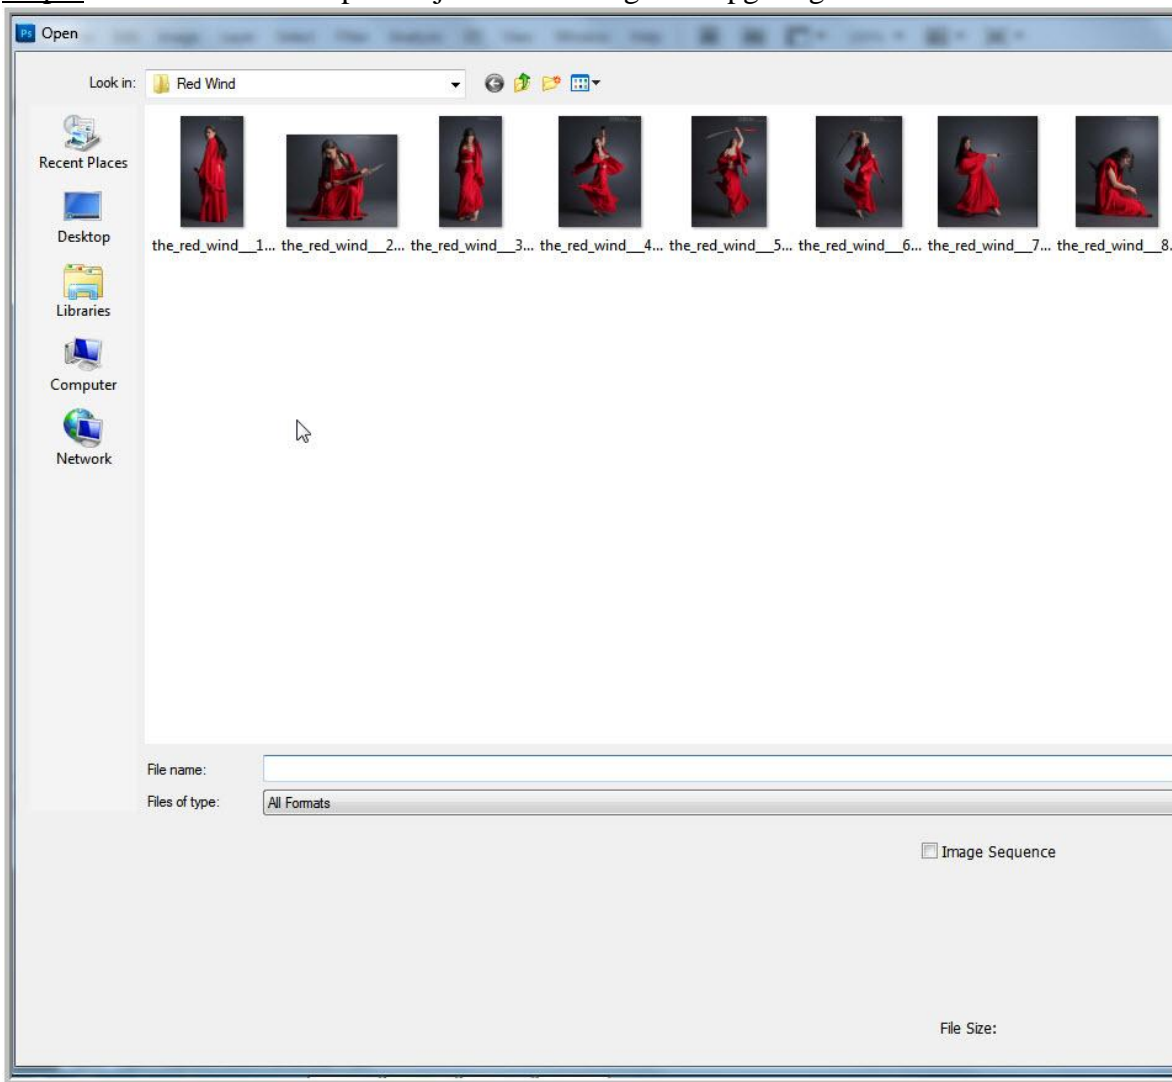 Ps Open
Look in: Red Wind
Recent Places
Desktop
Libraries
Computer
Network
the_red_wind__1... the_red_wind__2... the_red_wind__3... the_red_wind__4... the_red_wind__5... the_red_wind__6... the_red_wind__7... the_red_wind__8.
File name:
Files of type: All Formats
Image Sequence
File Size: